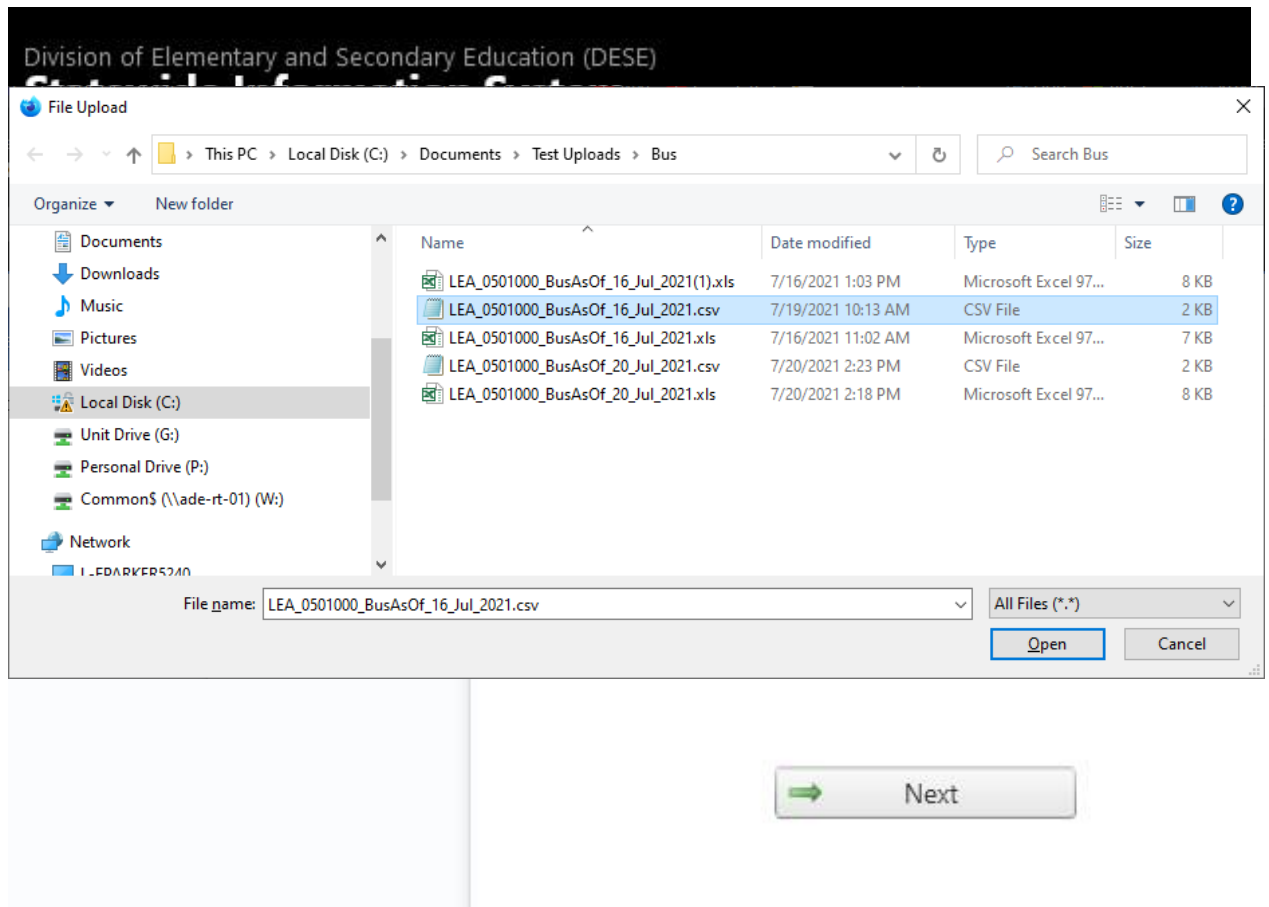 Division of Elementary and Secondary Education (DESE)
Statewide Information System
File Upload
This PC > Local Disk (C:) > Documents > Test Uploads > Bus
Search Bus
Organize
New folder
Documents
Downloads
Music
Pictures
Videos
Local Disk (C:)
Unit Drive (G:)
Personal Drive (P:)
Common$ (\\ade-rt-01) (W:)
Network
L-EPARKER5240
Name Date modified Type Size
LEA_0501000_BusAsOf_16_Jul_2021(1).xls 7/16/2021 1:03 PM Microsoft Excel 97... 8 KB
LEA_0501000_BusAsOf_16_Jul_2021.csv 7/19/2021 10:13 AM CSV File 2 KB
LEA_0501000_BusAsOf_16_Jul_2021.xls 7/16/2021 11:02 AM Microsoft Excel 97... 7 KB
LEA_0501000_BusAsOf_20_Jul_2021.csv 7/20/2021 2:23 PM CSV File 2 KB
LEA_0501000_BusAsOf_20_Jul_2021.xls 7/20/2021 2:18 PM Microsoft Excel 97... 8 KB
File name: LEA_0501000_BusAsOf_16_Jul_2021.csv
All Files (*.*)
Open
Cancel
Next